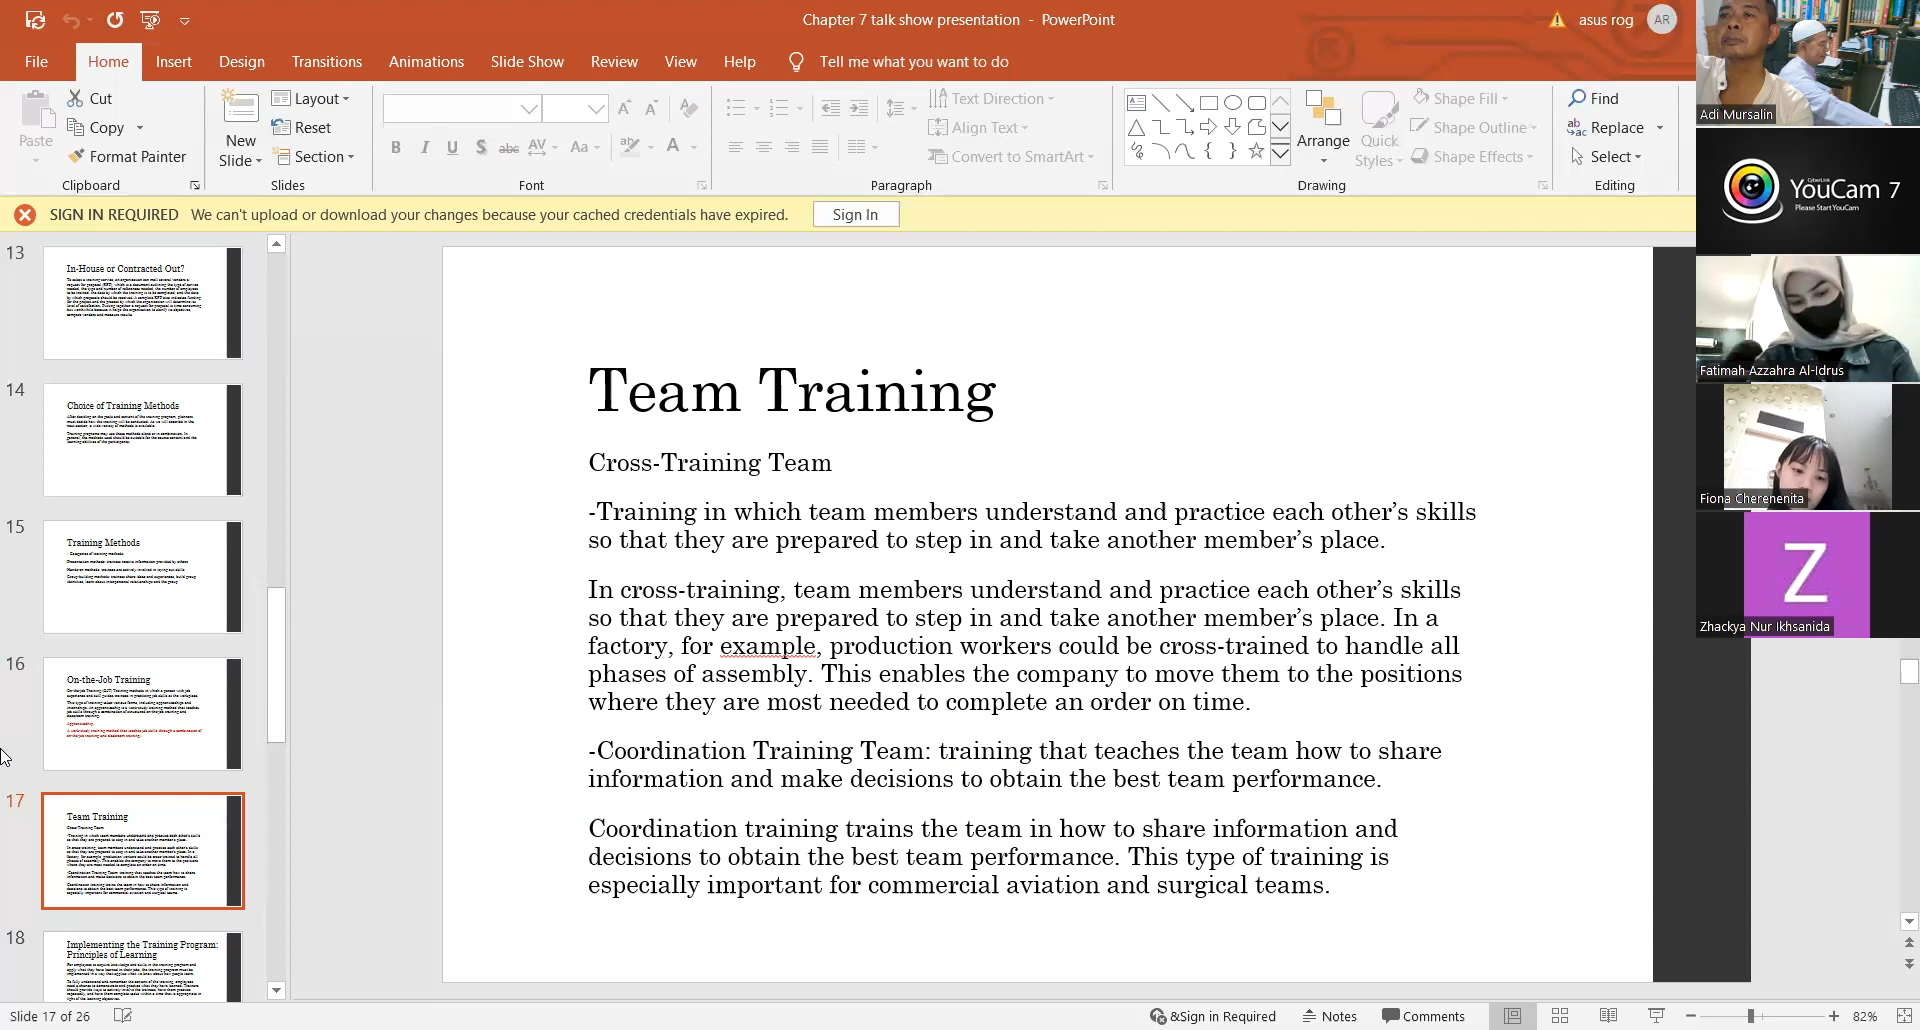 Chapter 7 talk show presentation - PowerPoint
asus rog
AR
File Home Insert Design Transitions Animations Slide Show Review View Help Tell me what you want to do
Paste
Cut
Copy
Format Painter
Clipboard
New Slide
Layout
Reset
Section
Slides
Font
Text Direction
Align Text
Convert to SmartArt
Paragraph
Arrange
Quick Styles
Shape Fill
Shape Outline
Shape Effects
Drawing
Find
Replace
Select
Editing
SIGN IN REQUIRED We can't upload or download your changes because your cached credentials have expired. Sign In
13
In-House or Contracted Out?
14
Choice of Training Methods
15
Training Methods
16
On-the-Job Training
17
Team Training
18
Implementing the Training Program:
Principles of Learning
Team Training
Cross-Training Team
-Training in which team members understand and practice each other’s skills
so that they are prepared to step in and take another member’s place.
In cross-training, team members understand and practice each other’s skills
so that they are prepared to step in and take another member’s place. In a
factory, for example, production workers could be cross-trained to handle all
phases of assembly. This enables the company to move them to the positions
where they are most needed to complete an order on time.
-Coordination Training Team: training that teaches the team how to share
information and make decisions to obtain the best team performance.
Coordination training trains the team in how to share information and
decisions to obtain the best team performance. This type of training is
especially important for commercial aviation and surgical teams.
Adi Mursalin
CyberLink
YouCam 7
Please Start YouCam
Fatimah Azzahra Al-Idrus
Fiona Cherenenita
Z
Zhackya Nur Ikhsanida
Slide 17 of 26
&Sign in Required Notes Comments 82%